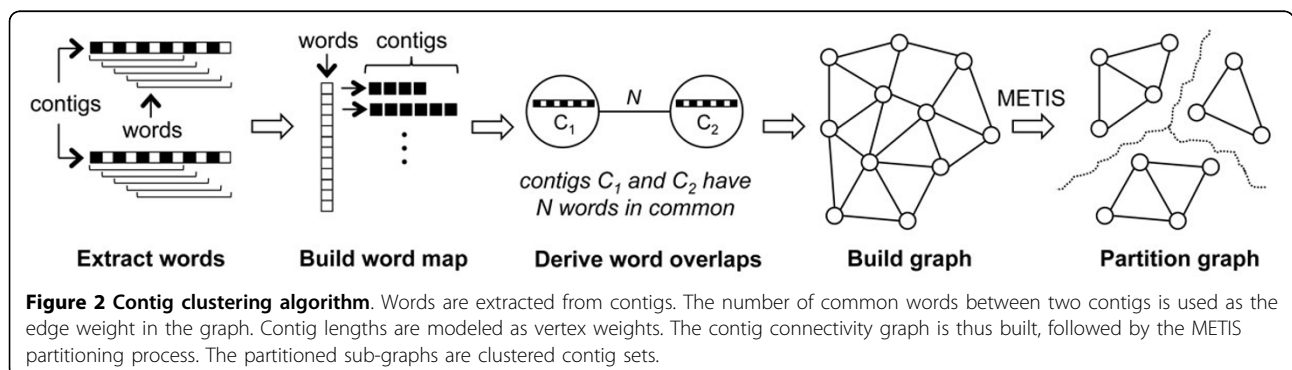 words
contigs
contigs
words
N
C1
C2
contigs C1 and C2 have
N words in common
METIS
Extract words
Build word map
Derive word overlaps
Build graph
Partition graph
Figure 2 Contig clustering algorithm. Words are extracted from contigs. The number of common words between two contigs is used as the
edge weight in the graph. Contig lengths are modeled as vertex weights. The contig connectivity graph is thus built, followed by the METIS
partitioning process. The partitioned sub-graphs are clustered contig sets.